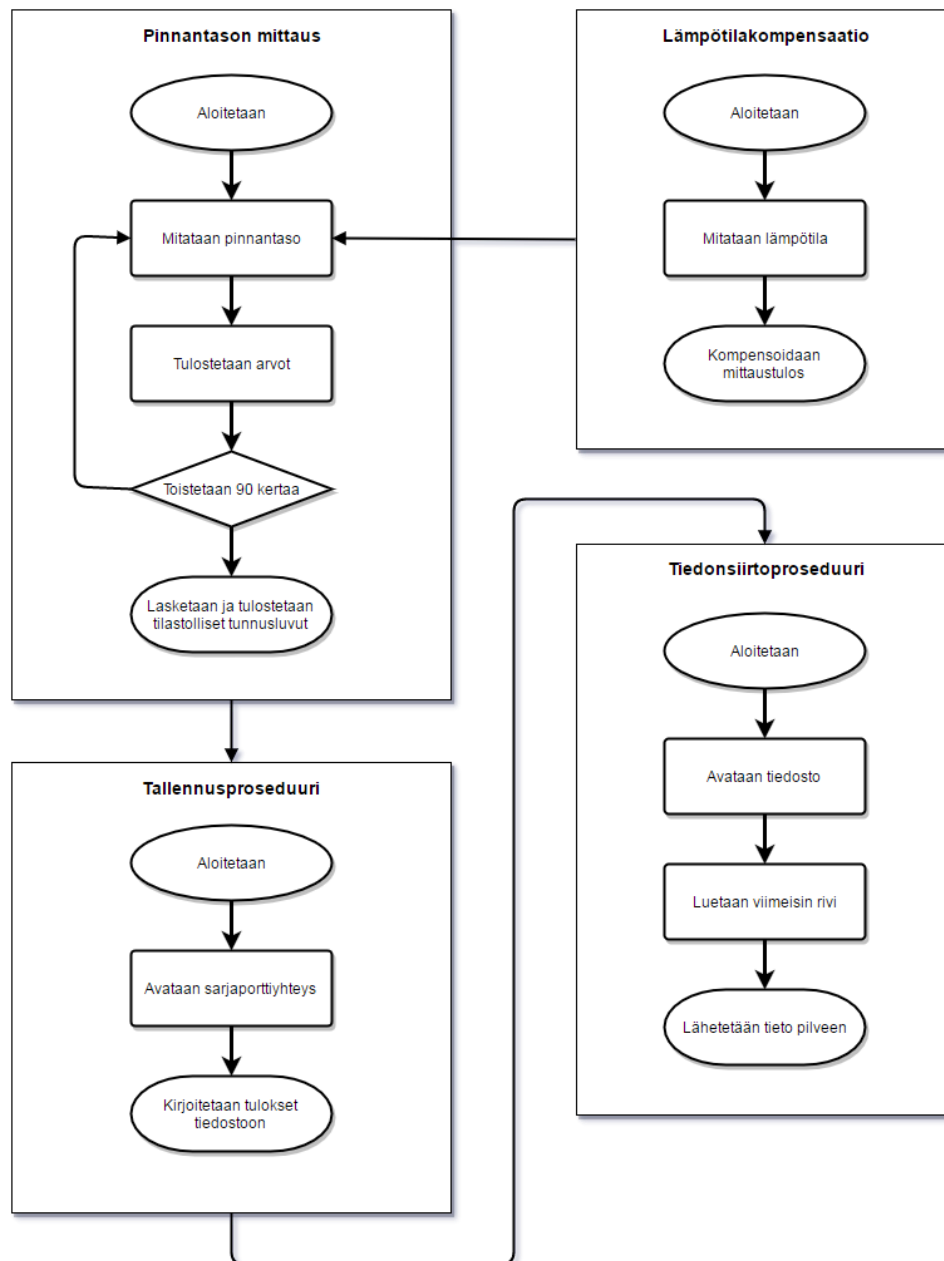 Pinnantason mittaus
Aloitetaan
Mitataan pinnantaso
Tulostetaan arvot
Toistetaan 90 kertaa
Lasketaan ja tulostetaan
tilastolliset tunnusluvut
Lämpötilakompensaatio
Aloitetaan
Mitataan lämpötila
Kompensoidaan
mittaustulos
Tallennusproseduuri
Aloitetaan
Avataan sarjaporttiyhteys
Kirjoitetaan tulokset
tiedostoon
Tiedonsiirtoproseduuri
Aloitetaan
Avataan tiedosto
Luetaan viimeisin rivi
Lähetetään tieto pilveen